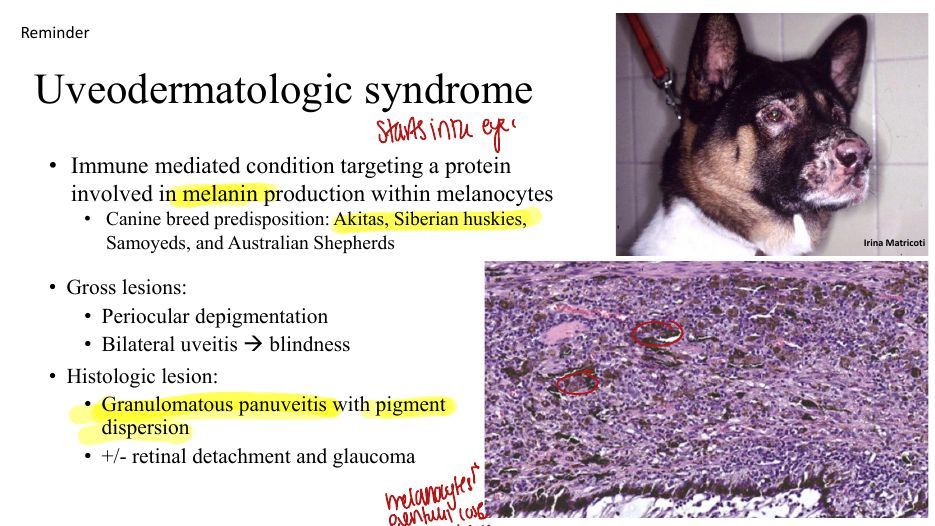 Reminder
Uveodermatologic syndrome
starts in the eye
• Immune mediated condition targeting a protein
involved in melanin production within melanocytes
• Canine breed predisposition: Akitas, Siberian huskies,
Samoyeds, and Australian Shepherds
Irina Matricoti
• Gross lesions:
• Periocular depigmentation
• Bilateral uveitis → blindness
• Histologic lesion:
• Granulomatous panuveitis with pigment
dispersion
• +/- retinal detachment and glaucoma
melanocytes